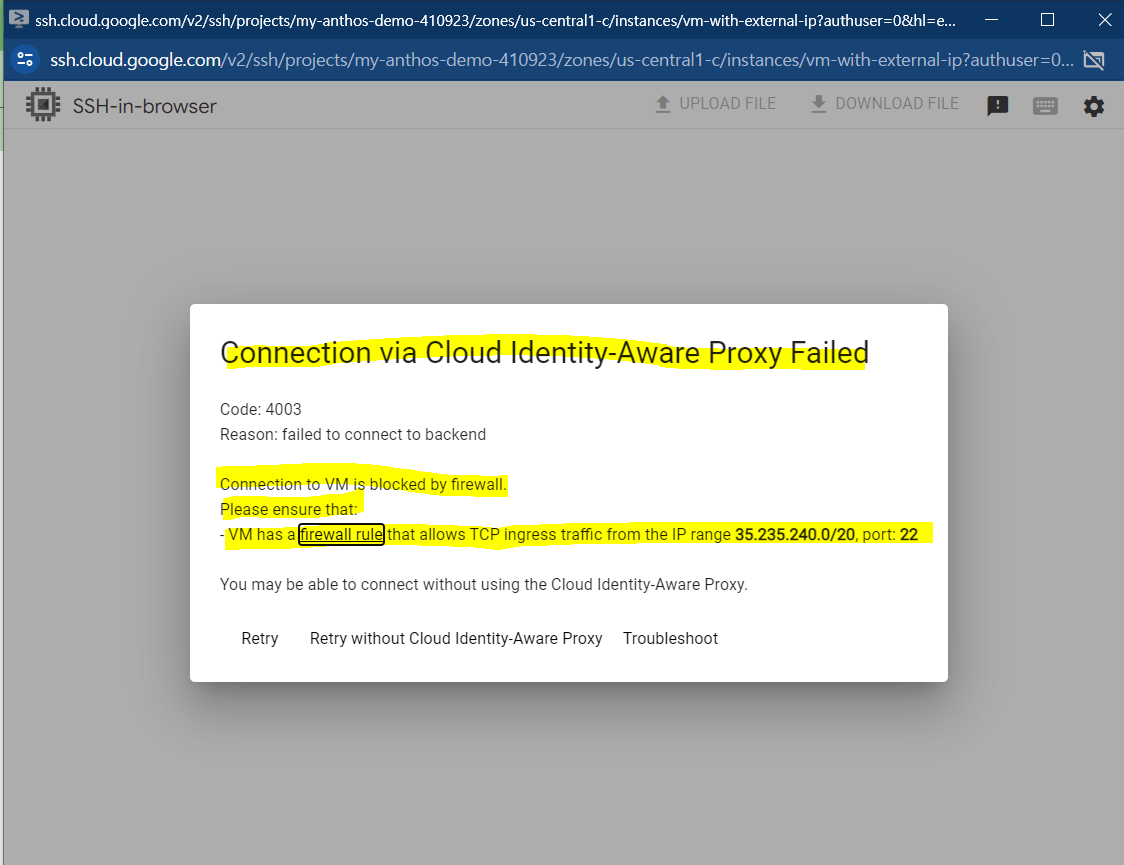 ssh.cloud.google.com/v2/ssh/projects/my-anthos-demo-410923/zones/us-central1-c/instances/vm-with-external-ip?authuser=0&hl=e...
ssh.cloud.google.com/v2/ssh/projects/my-anthos-demo-410923/zones/us-central1-c/instances/vm-with-external-ip?authuser=0...
SSH-in-browser
UPLOAD FILE
DOWNLOAD FILE
Connection via Cloud Identity-Aware Proxy Failed
Code: 4003
Reason: failed to connect to backend
Connection to VM is blocked by firewall.
Please ensure that:
- VM has a firewall rule that allows TCP ingress traffic from the IP range 35.235.240.0/20, port: 22
You may be able to connect without using the Cloud Identity-Aware Proxy.
Retry
Retry without Cloud Identity-Aware Proxy
Troubleshoot